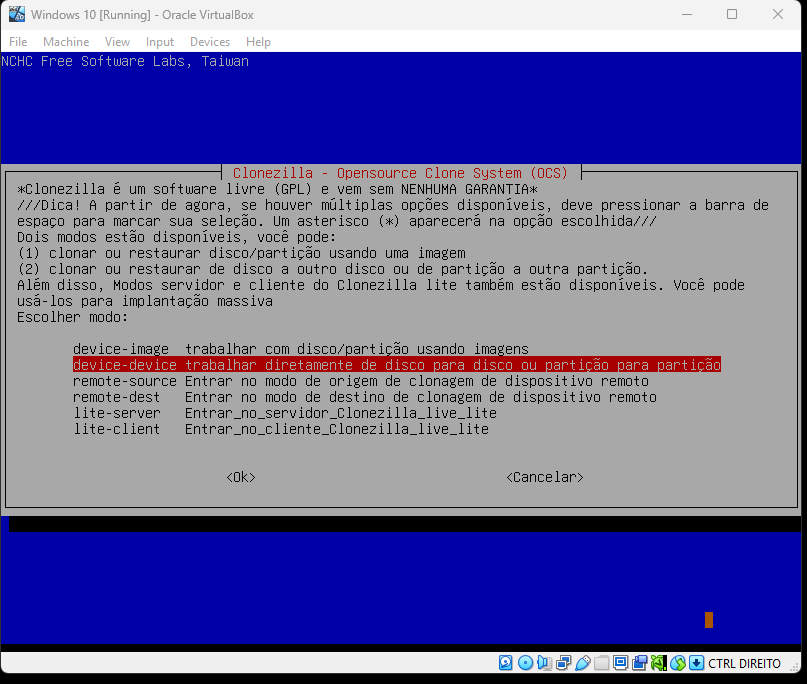 Windows 10 [Running] - Oracle VirtualBox
File Machine View Input Devices Help
NCHC Free Software Labs, Taiwan
Clonezilla - Opensource Clone System (OCS)
*Clonezilla é um software livre (GPL) e vem sem NENHUMA GARANTIA*
///Dica! A partir de agora, se houver múltiplas opções disponíveis, deve pressionar a barra de
espaço para marcar sua seleção. Um asterisco (*) aparecerá na opção escolhida///
Dois modos estão disponíveis, você pode:
(1) clonar ou restaurar disco/partição usando uma imagem
(2) clonar ou restaurar de disco a outro disco ou de partição a outra partição.
Além disso, Modos servidor e cliente do Clonezilla lite também estão disponíveis. Você pode
usá-los para implantação massiva
Escolher modo:
device-image trabalhar com disco/partição usando imagens
device-device trabalhar diretamente de disco para disco ou partição para partição
remote-source Entrar no modo de origem de clonagem de dispositivo remoto
remote-dest Entrar no modo de destino de clonagem de dispositivo remoto
lite-server Entrar_no_servidor_Clonezilla_live_lite
lite-client Entrar_no_cliente_Clonezilla_live_lite
<Ok> <Cancelar>
CTRL DIREITO